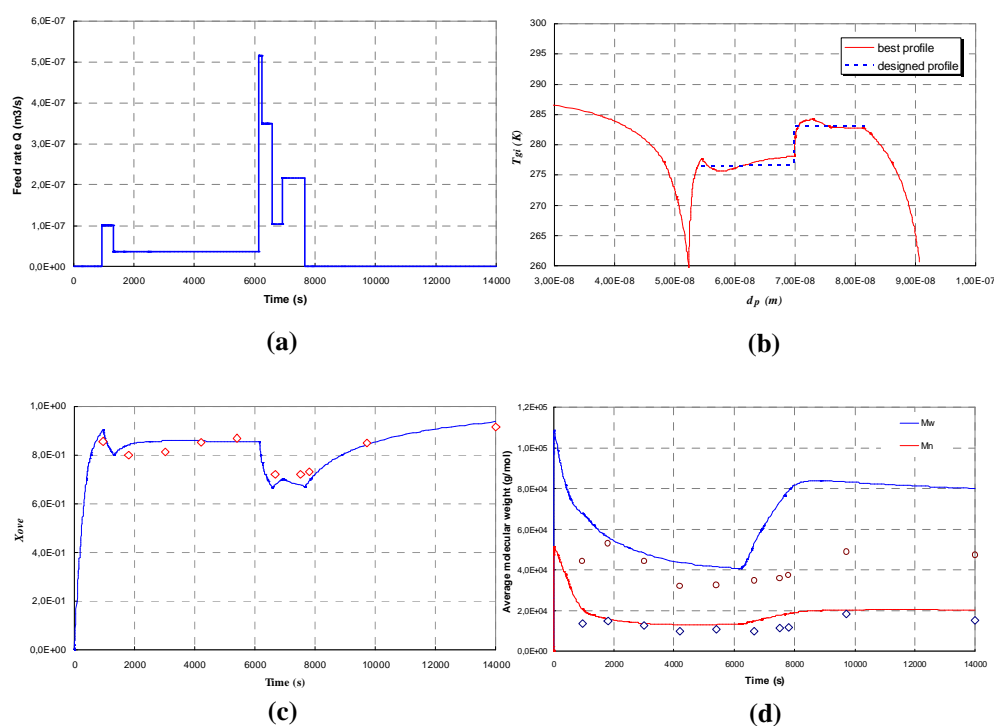 6,0E-07
5,0E-07
4,0E-07
3,0E-07
2,0E-07
1,0E-07
0,0E+00
Feed rate Q (m3/s)
0 2000 4000 6000 8000 10000 12000 14000
Time (s)
(a)
300
295
290
285
280
275
270
265
260
Tgi (K)
best profile
designed profile
3,00E-08 4,00E-08 5,00E-08 6,00E-08 7,00E-08 8,00E-08 9,00E-08 1,00E-07
dp (m)
(b)
1,0E+00
8,0E-01
6,0E-01
4,0E-01
2,0E-01
0,0E+00
Xove
0 2000 4000 6000 8000 10000 12000 14000
Time (s)
(c)
1,2E+05
1,0E+05
8,0E+04
6,0E+04
4,0E+04
2,0E+04
0,0E+00
Average molecular weight (g/mol)
Mw
Mn
0 2000 4000 6000 8000 10000 12000 14000
Time (s)
(d)